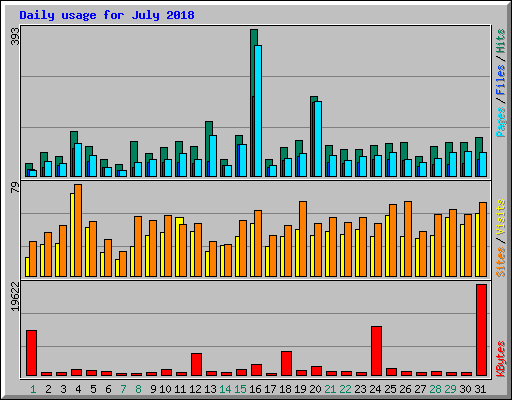 Daily usage for July 2018
393
Pages / Files / Hits
79
Sites / Visits
19622
KBytes
1 2 3 4 5 6 7 8 9 10 11 12 13 14 15 16 17 18 19 20 21 22 23 24 25 26 27 28 29 30 31